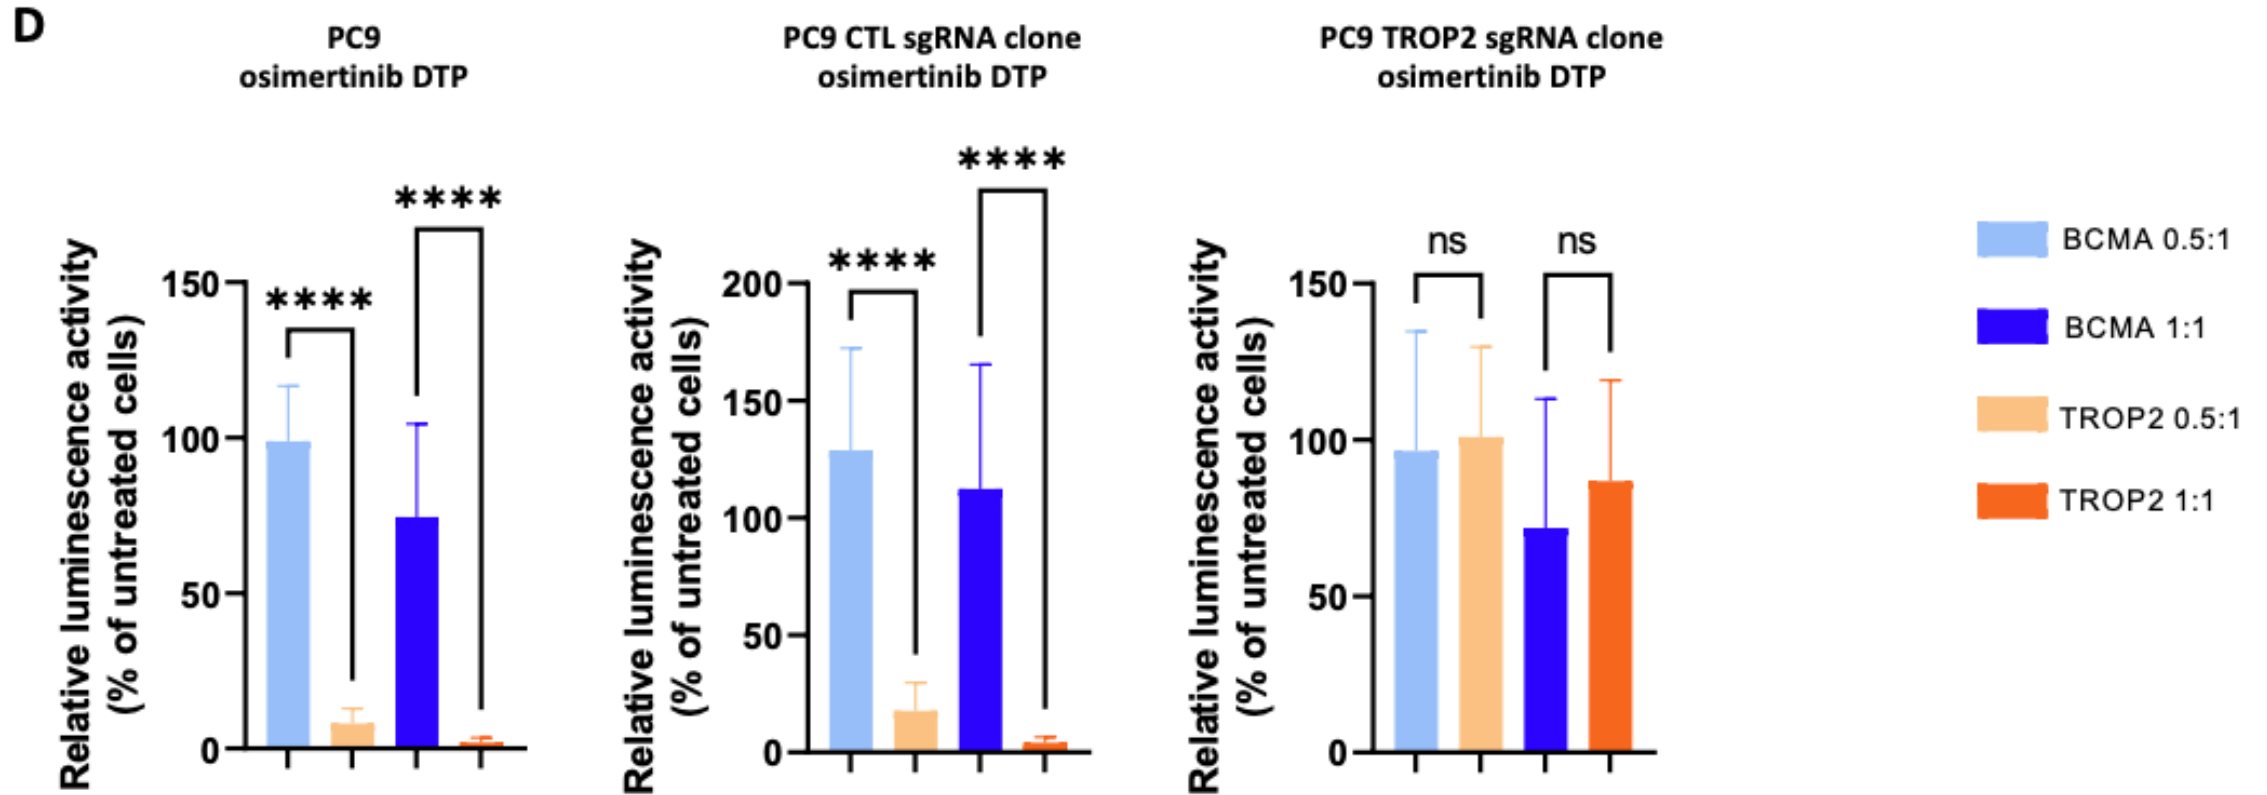 D
PC9
osimertinib DTP
PC9 CTL sgRNA clone
osimertinib DTP
PC9 TROP2 sgRNA clone
osimertinib DTP
Relative luminescence activity
(% of untreated cells)
150
100
50
0
****
****
Relative luminescence activity
(% of untreated cells)
200
150
100
50
0
****
****
Relative luminescence activity
(% of untreated cells)
150
100
50
0
ns
ns
BCMA 0.5:1
BCMA 1:1
TROP2 0.5:1
TROP2 1:1